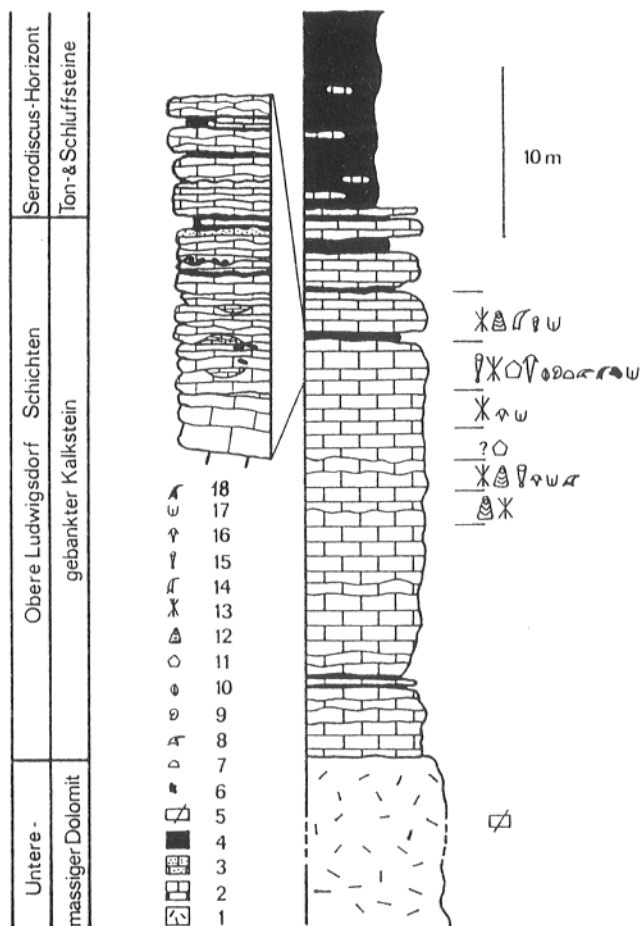 Serrodiscus-Horizont
Ton-&Schluffsteine
Obere Ludwigsdorf Schichten
gebankter Kalkstein
Untere -
massiger Dolomit
10 m
?
18
17
16
15
14
13
12
11
10
9
8
7
6
5
4
3
2
1